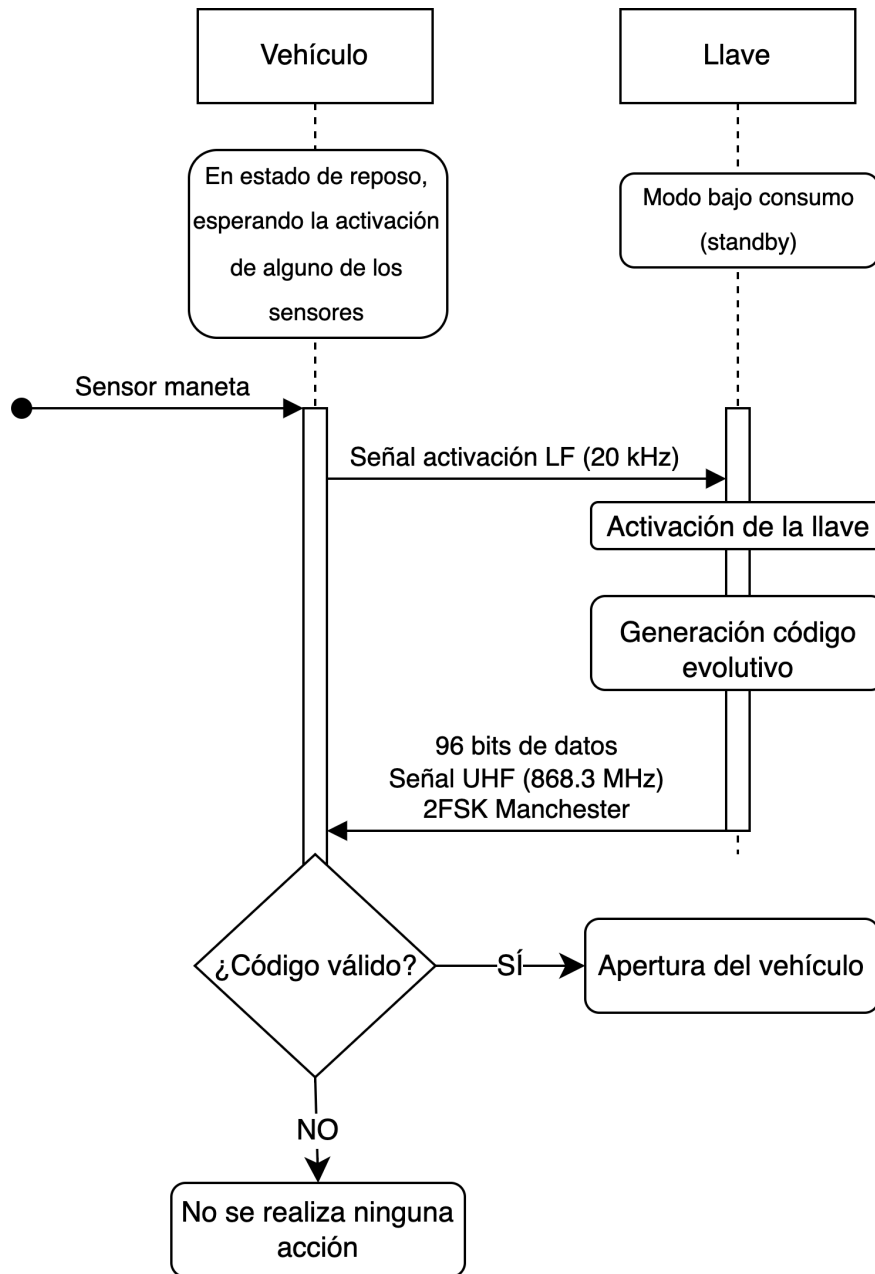 Vehículo
Llave
En estado de reposo,
esperando la activación
de alguno de los
sensores
Modo bajo consumo
(standby)
Sensor maneta
Señal activación LF (20 kHz)
Activación de la llave
Generación código
evolutivo
96 bits de datos
Señal UHF (868.3 MHz)
2FSK Manchester
¿Código válido?
SÍ
Apertura del vehículo
NO
No se realiza ninguna
acción